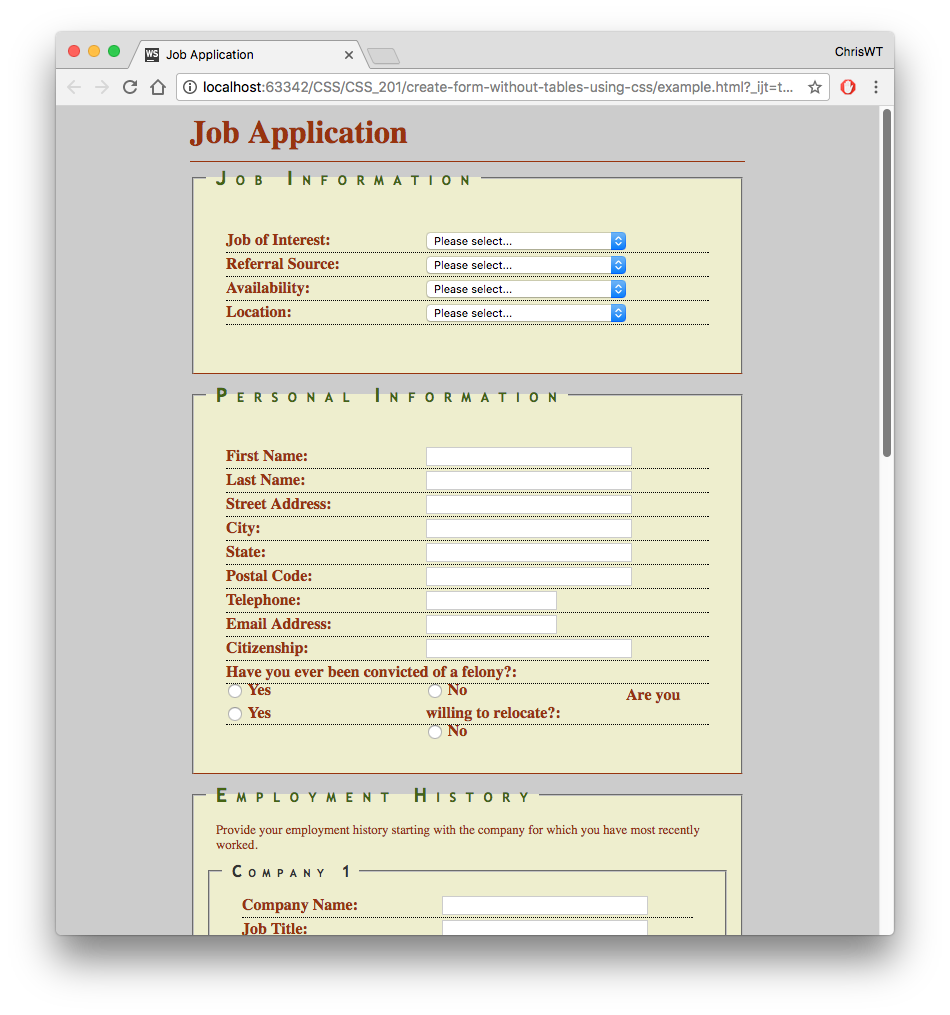 WS Job Application
ChrisWT
localhost:63342/CSS/CSS_201/create-form-without-tables-using-css/example.html?_ijt=t...
Job Application
Job Information
Job of Interest: Please select...
Referral Source: Please select...
Availability: Please select...
Location: Please select...
Personal Information
First Name:
Last Name:
Street Address:
City:
State:
Postal Code:
Telephone:
Email Address:
Citizenship:
Have you ever been convicted of a felony?:
Yes No Are you
Yes willing to relocate?:
No
Employment History
Provide your employment history starting with the company for which you have most recently
worked.
Company 1
Company Name:
Job Title: